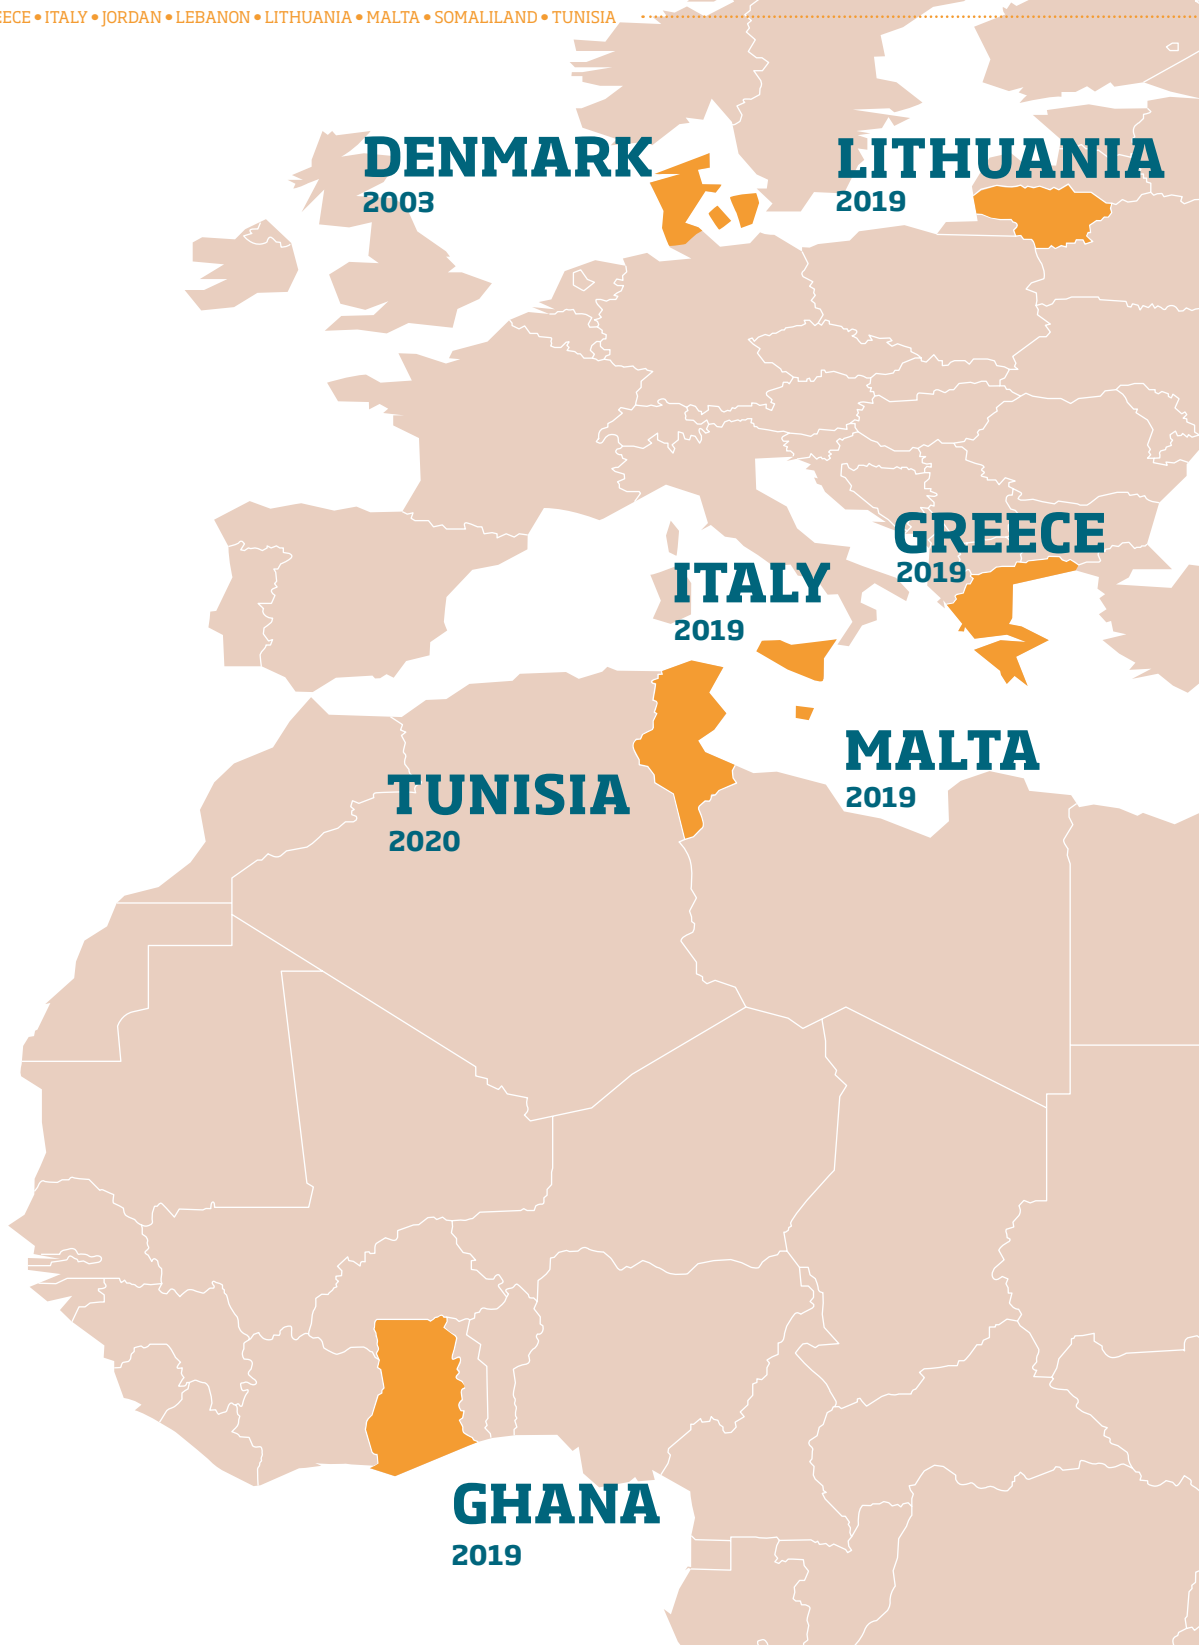 ECE • ITALY • JORDAN • LEBANON • LITHUANIA • MALTA • SOMALILAND • TUNISIA
DENMARK
2003
LITHUANIA
2019
GREECE
2019
ITALY
2019
MALTA
2019
TUNISIA
2020
GHANA
2019